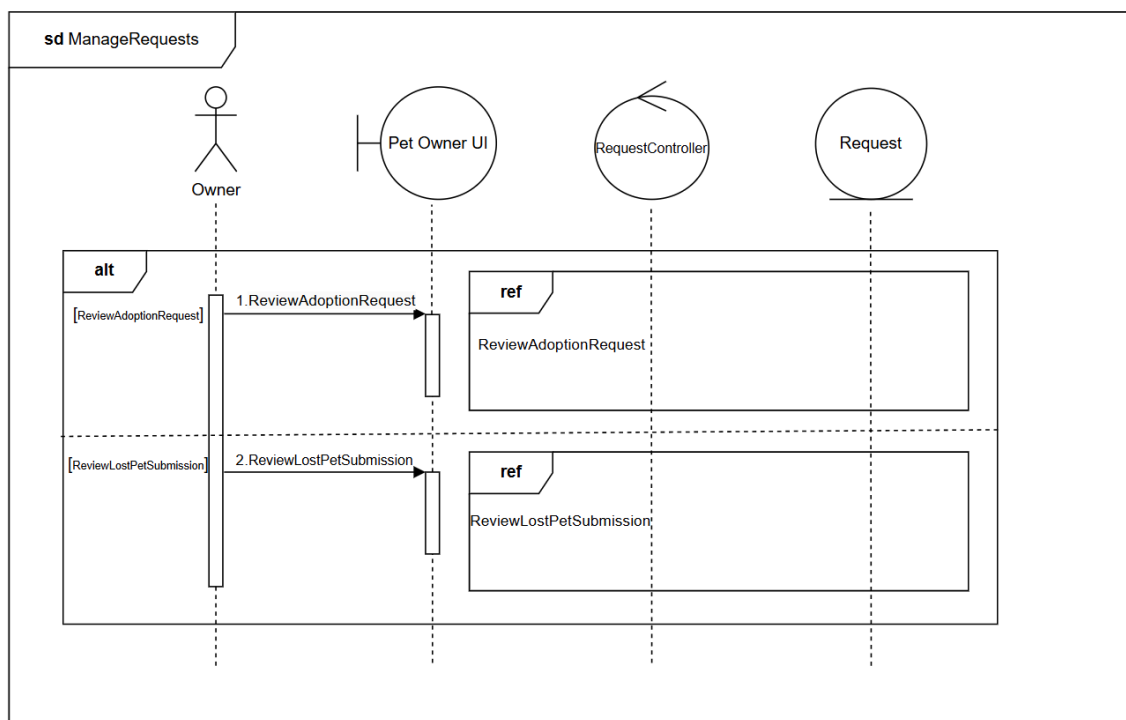 sd ManageRequests
Owner
Pet Owner UI
RequestController
Request
alt
[ReviewAdoptionRequest]
1.ReviewAdoptionRequest
ref
ReviewAdoptionRequest
[ReviewLostPetSubmission]
2.ReviewLostPetSubmission
ref
ReviewLostPetSubmission